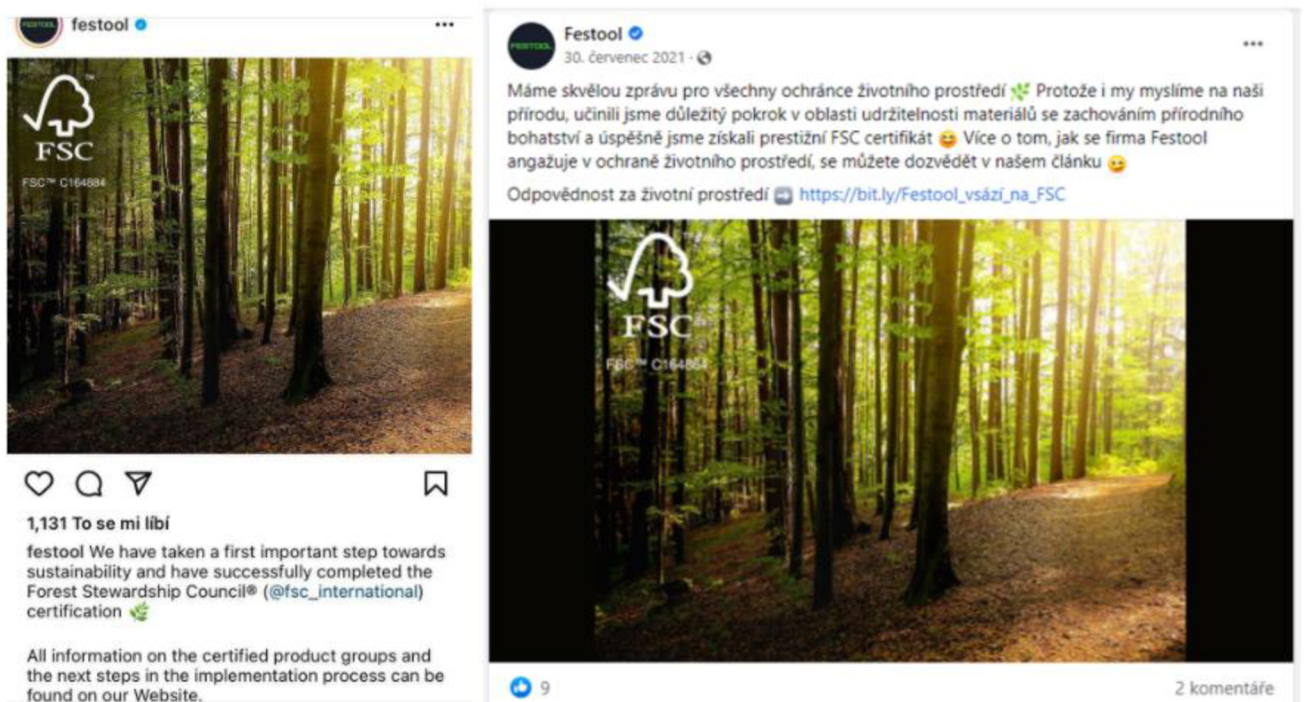 FESTOOL
festool
FSC
FSC™ C164884
1,131 To se mi líbí
festool We have taken a first important step towards
sustainability and have successfully completed the
Forest Stewardship Council® (@fsc_international)
certification
All information on the certified product groups and
the next steps in the implementation process can be
found on our Website.
FESTOOL
Festool
30. červenec 2021 ·
Máme skvělou zprávu pro všechny ochránce životního prostředí Protože i my myslíme na naši
přírodu, učinili jsme důležitý pokrok v oblasti udržitelnosti materiálů se zachováním přírodního
bohatství a úspěšně jsme získali prestižní FSC certifikát Více o tom, jak se firma Festool
angažuje v ochraně životního prostředí, se můžete dozvědět v našem článku
Odpovědnost za životní prostředí https://bit.ly/Festool_vsází_na_FSC
FSC
FSC™ C164864
9
2 komentáře